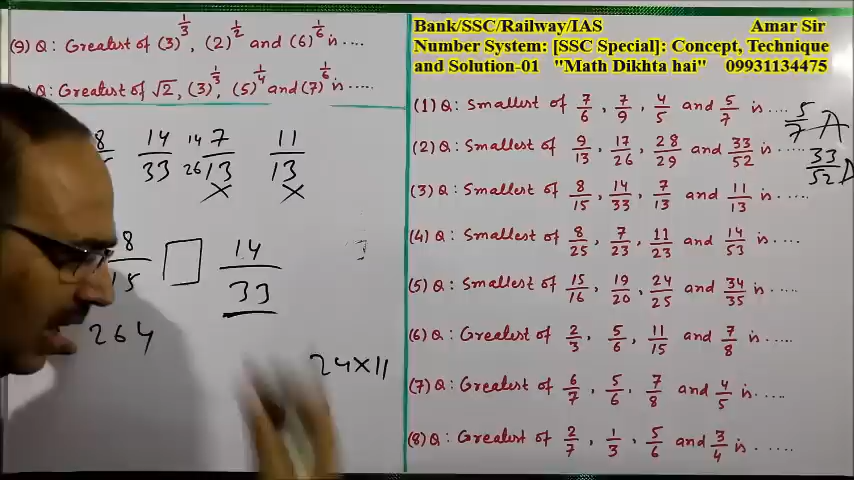 (9) Q: Greatest of (3)^1/3, (2)^1/2 and (6)^1/6 is....
Q: Greatest of √2, (3)^1/3, (5)^1/4 and (7)^1/6 is.....
14/33 14/26 7/13 11/13
X X
8/15 □ 14/33
264
24×11
Bank/SSC/Railway/IAS Amar Sir
Number System: [SSC Special]: Concept, Technique
and Solution-01 "Math Dikhta hai" 09931134475
(1) Q: Smallest of 7/6, 7/9, 4/5 and 5/7 is.... 5/7 A
(2) Q: Smallest of 9/13, 17/26, 28/29 and 33/52 is..... 33/52 D
(3) Q: Smallest of 8/15, 14/33, 7/13 and 11/13 is.....
(4) Q: Smallest of 8/25, 7/23, 11/23 and 14/53 is....
(5) Q: Smallest of 15/16, 19/20, 24/25 and 34/35 is.....
(6) Q: Greatest of 2/3, 5/6, 11/15 and 7/8 is.....
(7) Q: Greatest of 6/7, 5/6, 7/8 and 4/5 is......
(8) Q: Greatest of 2/7, 1/3, 5/6 and 3/4 is......